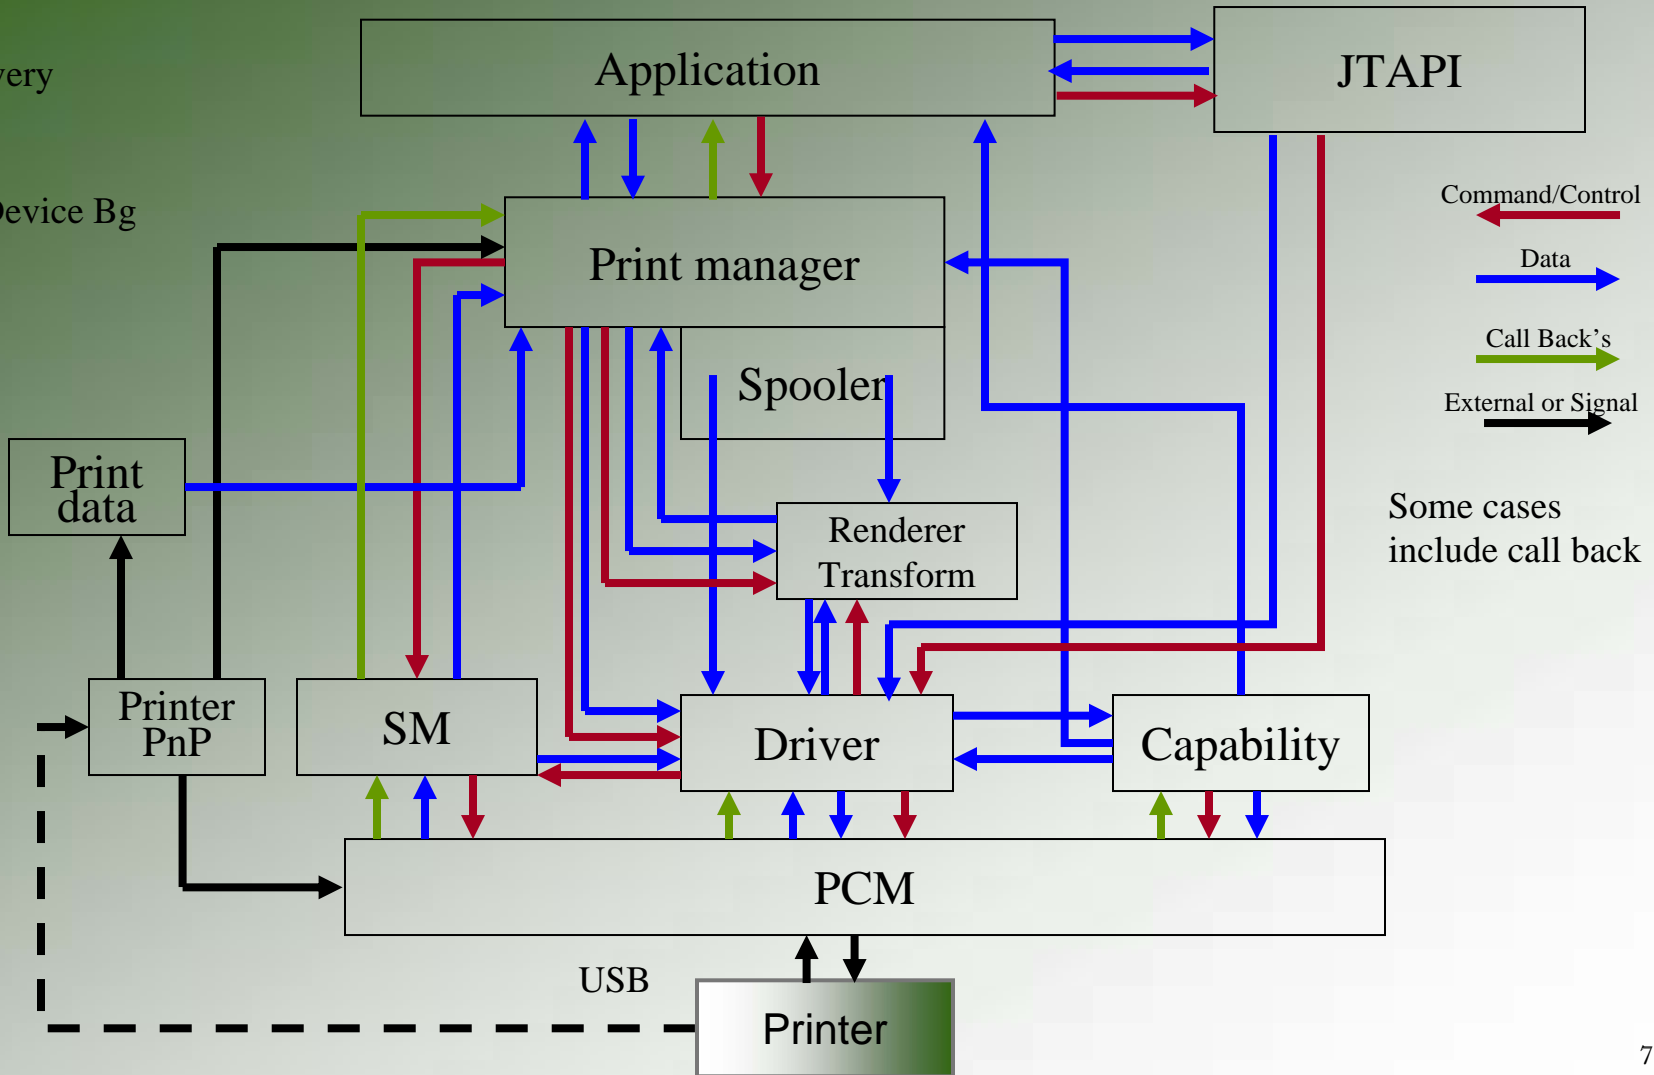 Application
JTAPI
very
Device Bg
Command/Control
Data
Call Back's
External or Signal
Print manager
Spooler
Print
data
Renderer
Transform
Some cases
include call back
Printer
PnP
SM
Driver
Capability
PCM
USB
Printer
7